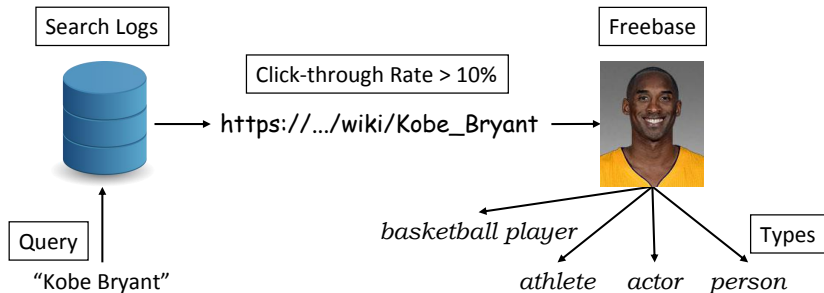 Search Logs
Freebase
Click-through Rate > 10%
https://.../wiki/Kobe_Bryant
basketball player
Query
Types
“Kobe Bryant”
athlete
actor
person